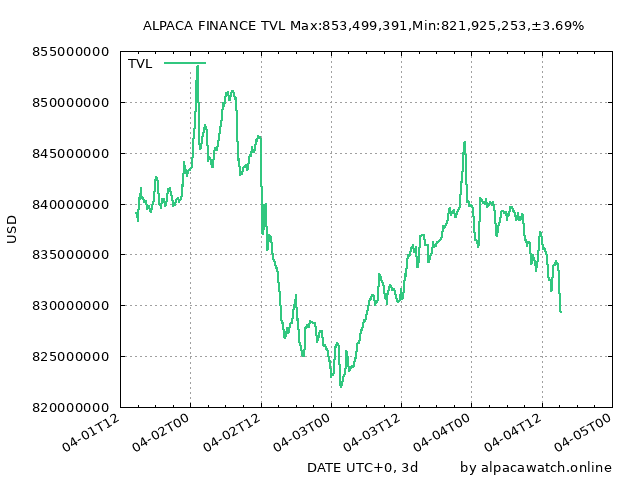 ALPACA FINANCE TVL Max:853,499,391,Min:821,925,253,±3.69%
855000000
TVL
850000000
845000000
840000000
USD
835000000
830000000
825000000
820000000
04-01T12
04-02T00
04-02T12
04-03T00
04-03T12
04-04T00
04-04T12
04-05T00
DATE UTC+0, 3d
by alpacawatch.online